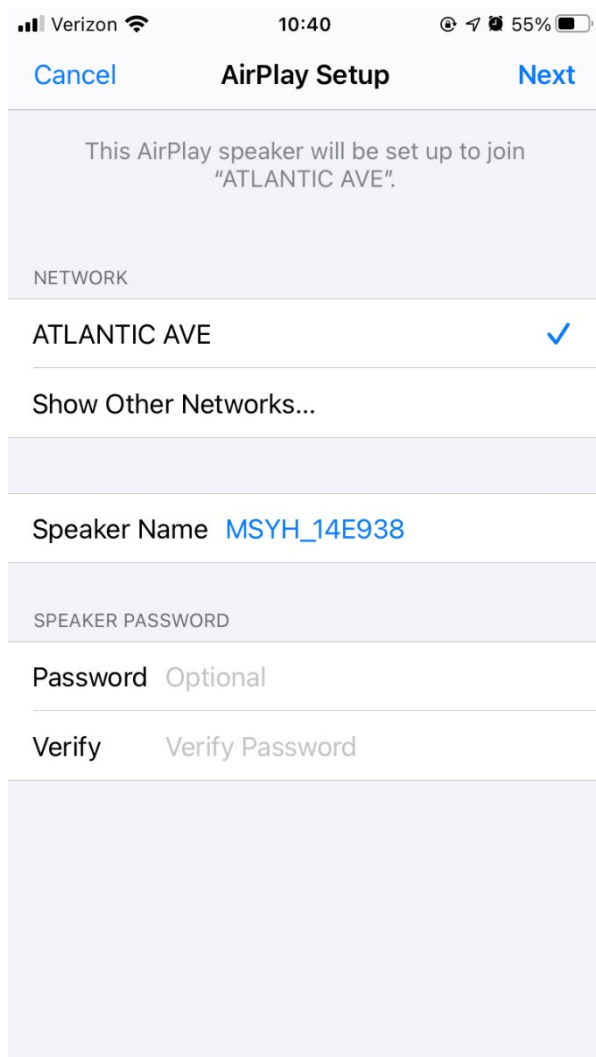 Verizon 10:40 55%
Cancel AirPlay Setup Next
This AirPlay speaker will be set up to join
“ATLANTIC AVE”.
NETWORK
ATLANTIC AVE
Show Other Networks...
Speaker Name MSYH_14E938
SPEAKER PASSWORD
Password Optional
Verify Verify Password